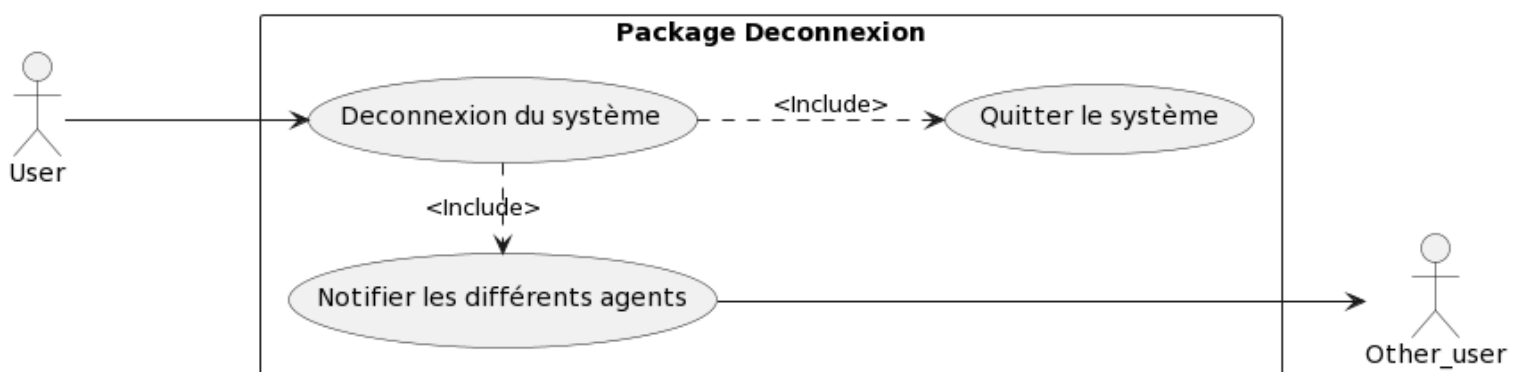 Package Deconnexion
Deconnexion du système
<Include>
Quitter le système
User
<Include>
Notifier les différents agents
Other_user